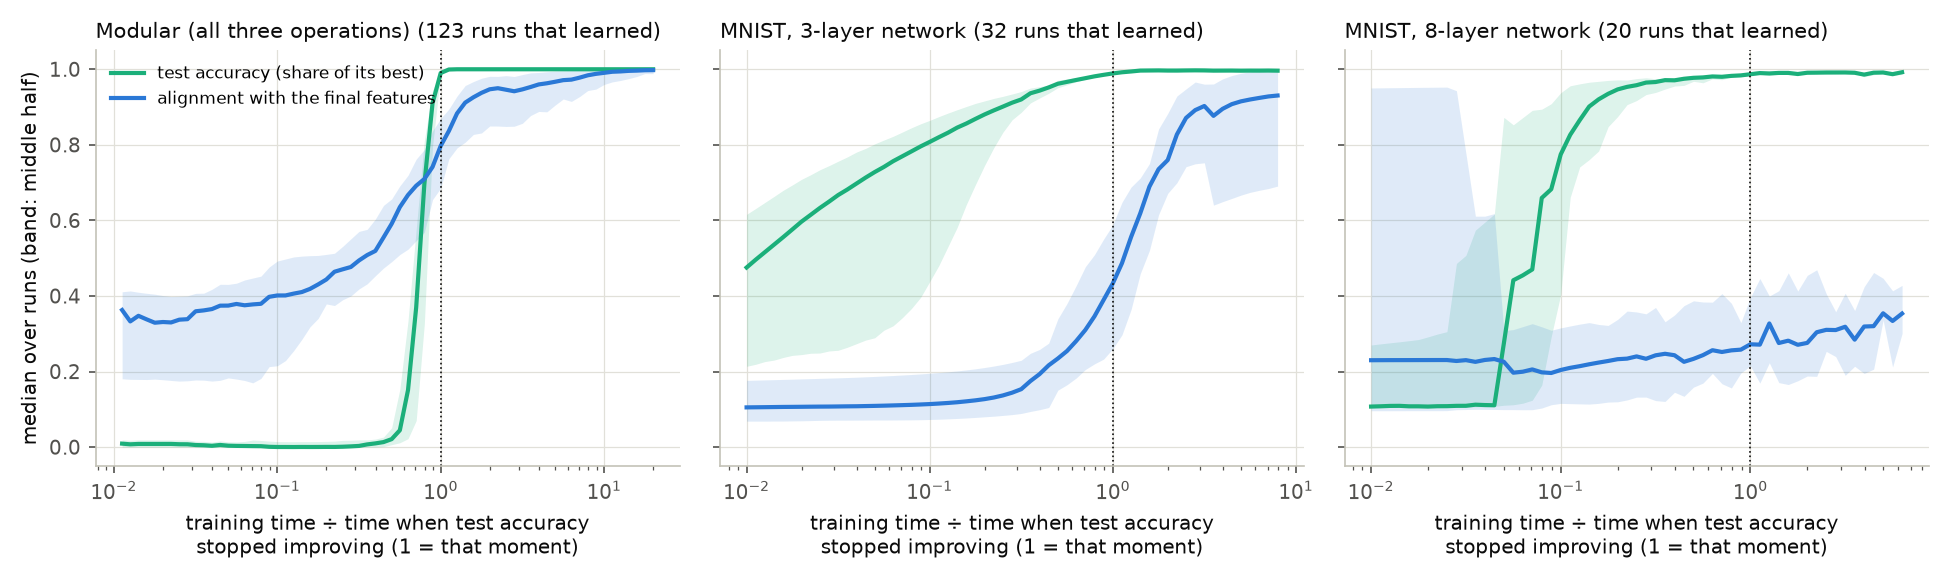 Modular (all three operations) (123 runs that learned)
MNIST, 3-layer network (32 runs that learned)
MNIST, 8-layer network (20 runs that learned)
median over runs (band: middle half)
1.0
0.8
0.6
0.4
0.2
0.0
test accuracy (share of its best)
alignment with the final features
10⁻² 10⁻¹ 10⁰ 10¹
10⁻² 10⁻¹ 10⁰ 10¹
10⁻² 10⁻¹ 10⁰
training time ÷ time when test accuracy
stopped improving (1 = that moment)
training time ÷ time when test accuracy
stopped improving (1 = that moment)
training time ÷ time when test accuracy
stopped improving (1 = that moment)